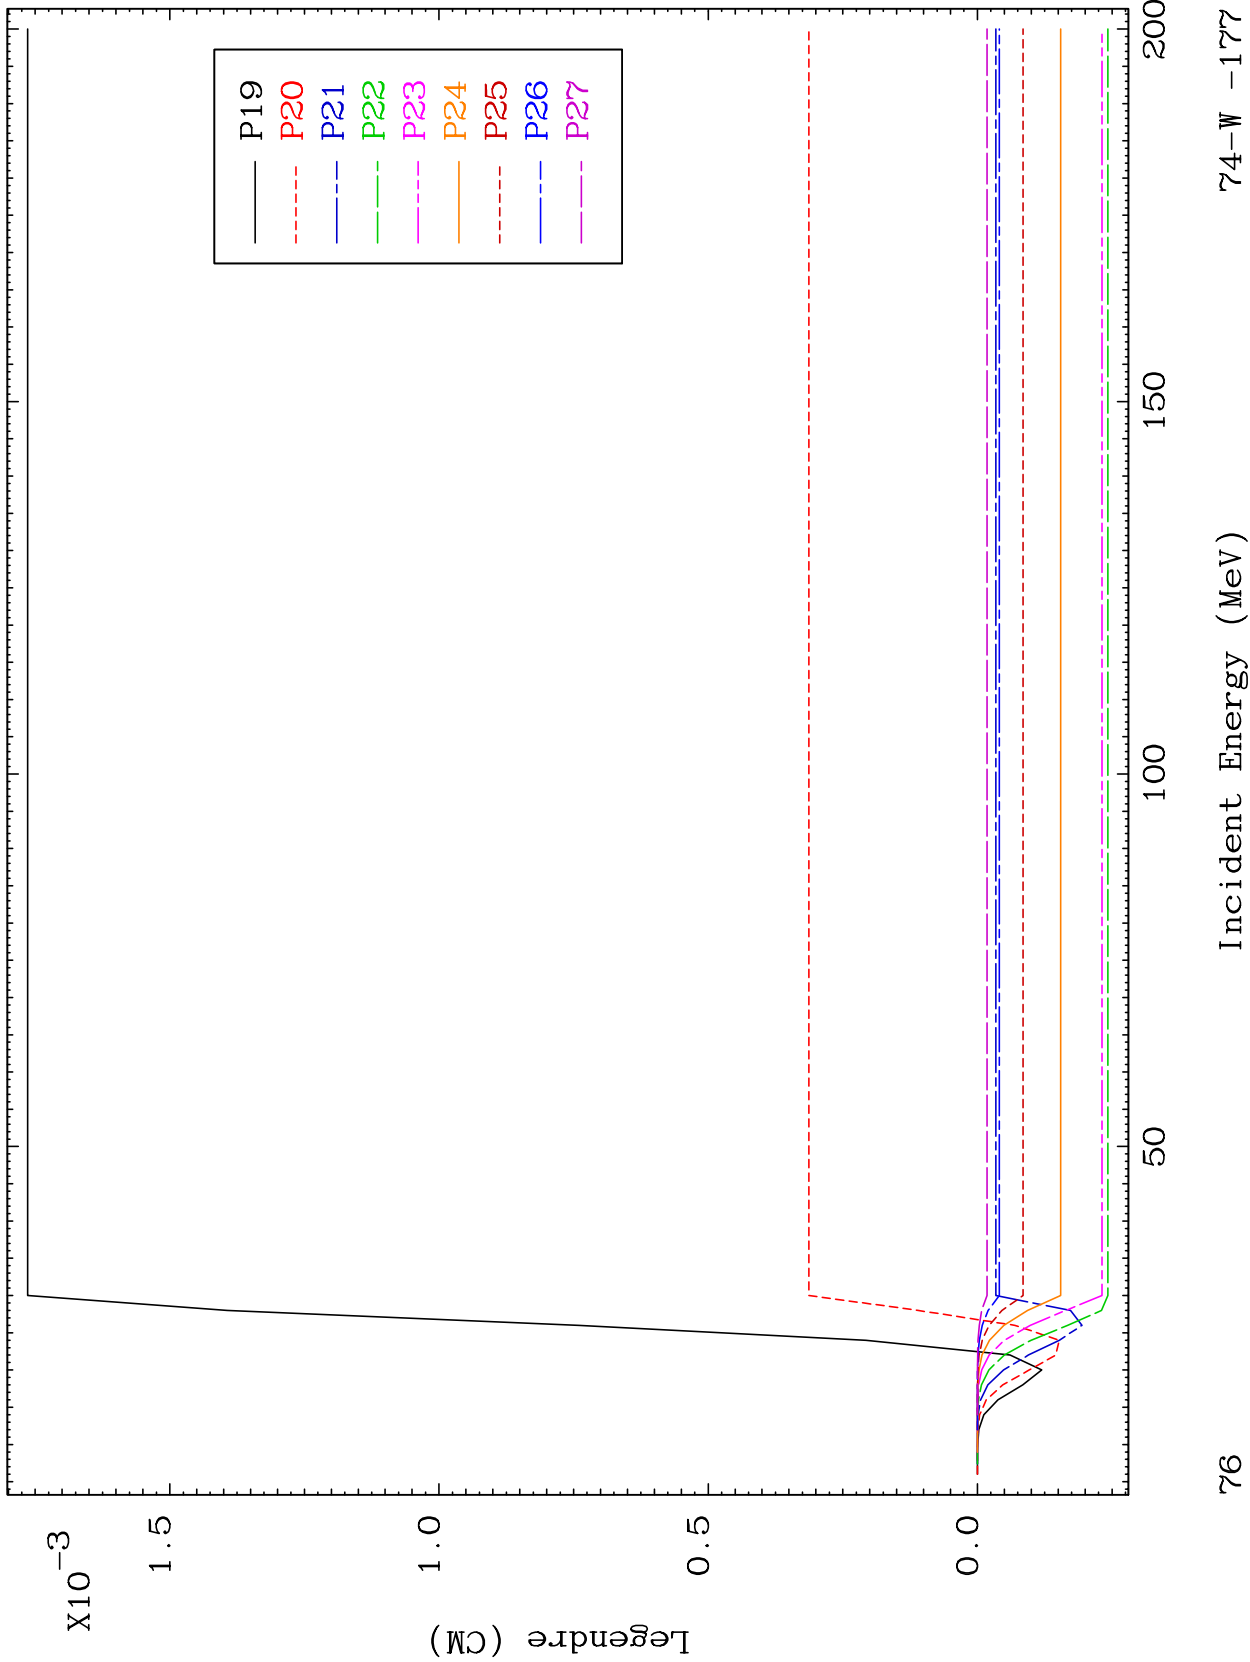 X10-3
1.5
1.0
0.5
0.0
Legendre (CM)
P19
P20
P21
P22
P23
P24
P25
P26
P27
50
100
150
200
76
Incident Energy (MeV)
74-W -177